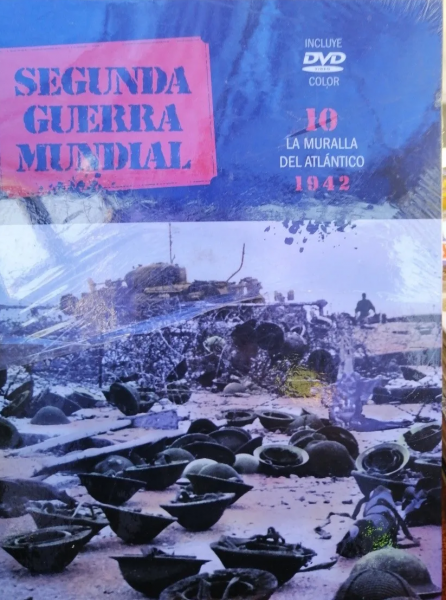 SEGUNDA
GUERRA
MUNDIAL
INCLUYE
DVD
COLOR
10
LA MURALLA
DEL ATLÁNTICO
1942